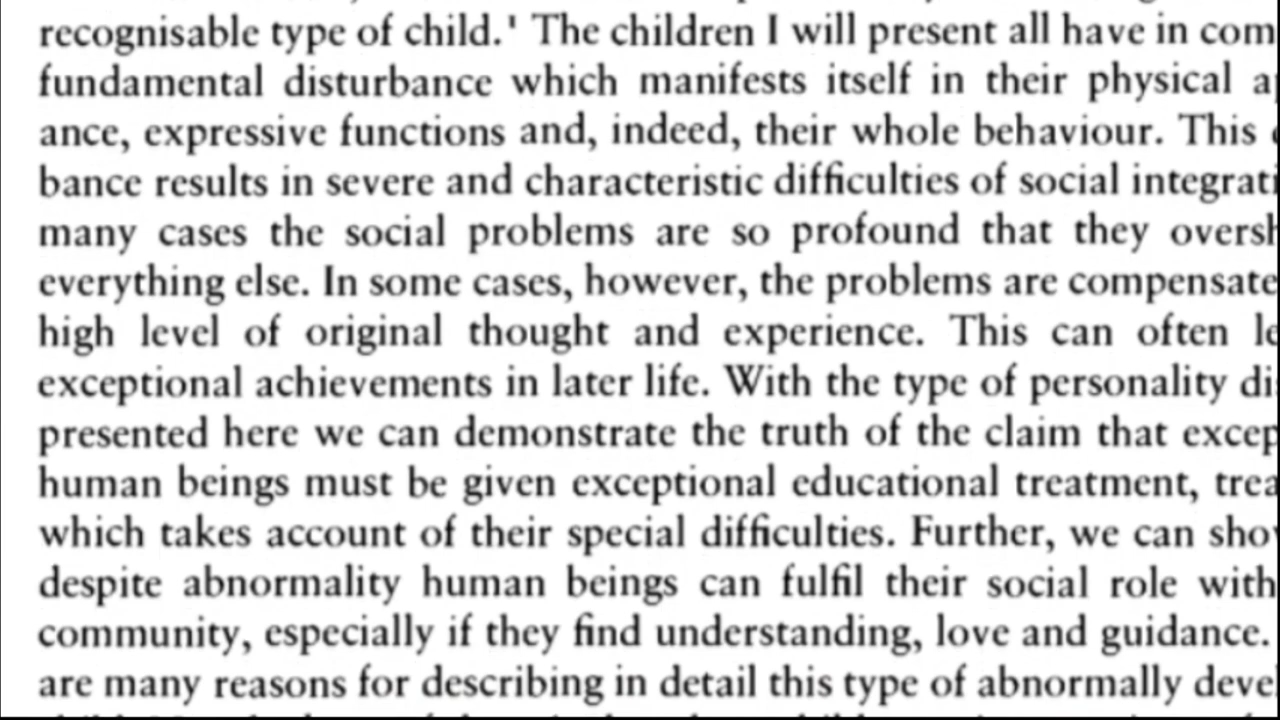 recognisable type of child.¹ The children I will present all have in com
fundamental disturbance which manifests itself in their physical a
ance, expressive functions and, indeed, their whole behaviour. This
bance results in severe and characteristic difficulties of social integrati
many cases the social problems are so profound that they oversh
everything else. In some cases, however, the problems are compensate
high level of original thought and experience. This can often le
exceptional achievements in later life. With the type of personality di
presented here we can demonstrate the truth of the claim that excep
human beings must be given exceptional educational treatment, trea
which takes account of their special difficulties. Further, we can sho
despite abnormality human beings can fulfil their social role with
community, especially if they find understanding, love and guidance.
are many reasons for describing in detail this type of abnormally deve